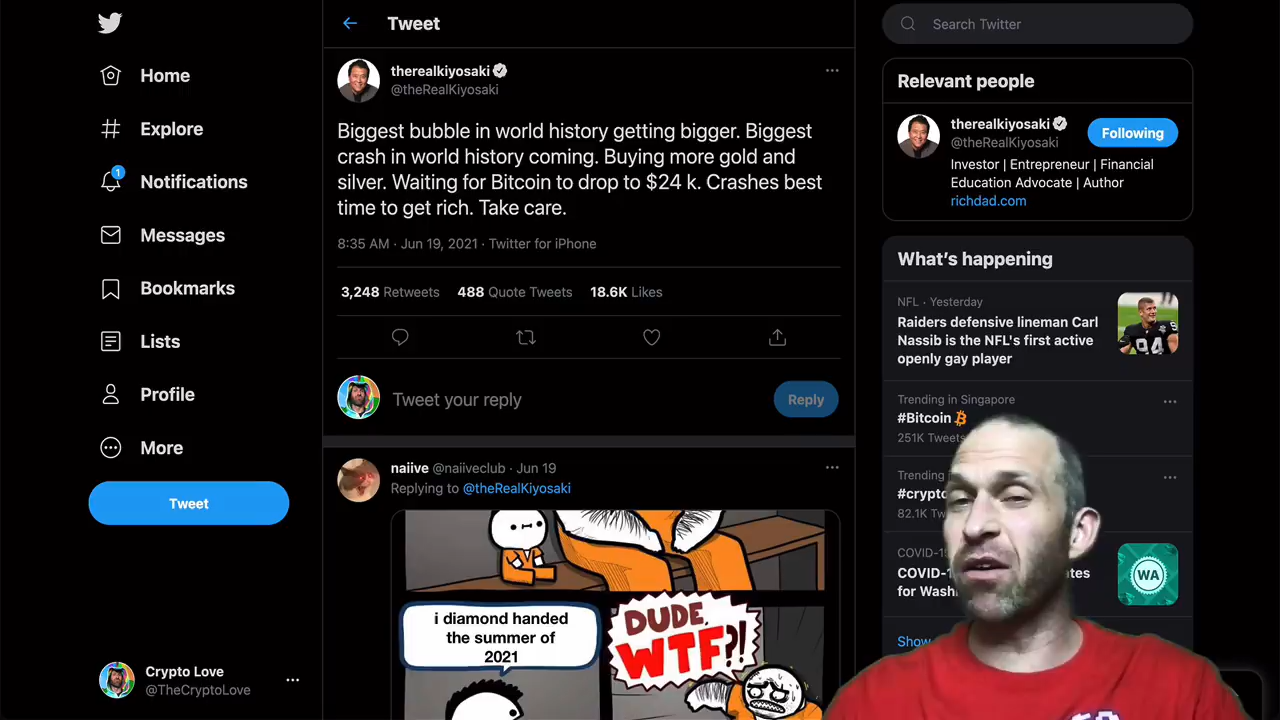 Home
Explore
1
Notifications
Messages
Bookmarks
Lists
Profile
More
Tweet
Crypto Love
@TheCryptoLove
Tweet
therealkiyosaki
@theRealKiyosaki
Biggest bubble in world history getting bigger. Biggest
crash in world history coming. Buying more gold and
silver. Waiting for Bitcoin to drop to $24 k. Crashes best
time to get rich. Take care.
8:35 AM · Jun 19, 2021 · Twitter for iPhone
3,248 Retweets 488 Quote Tweets 18.6K Likes
Tweet your reply
Reply
naiive @naiiveclub · Jun 19
Replying to @theRealKiyosaki
i diamond handed
the summer of
2021
DUDE,
WTF?!
Search Twitter
Relevant people
therealkiyosaki
@theRealKiyosaki
Following
Investor | Entrepreneur | Financial
Education Advocate | Author
richdad.com
What's happening
NFL · Yesterday
Raiders defensive lineman Carl
Nassib is the NFL's first active
openly gay player
94
Trending in Singapore
#Bitcoin
251K Tweets
Trending
#crypto
82.1K Tw
COVID-1
COVID-
for Wash
WA
Show